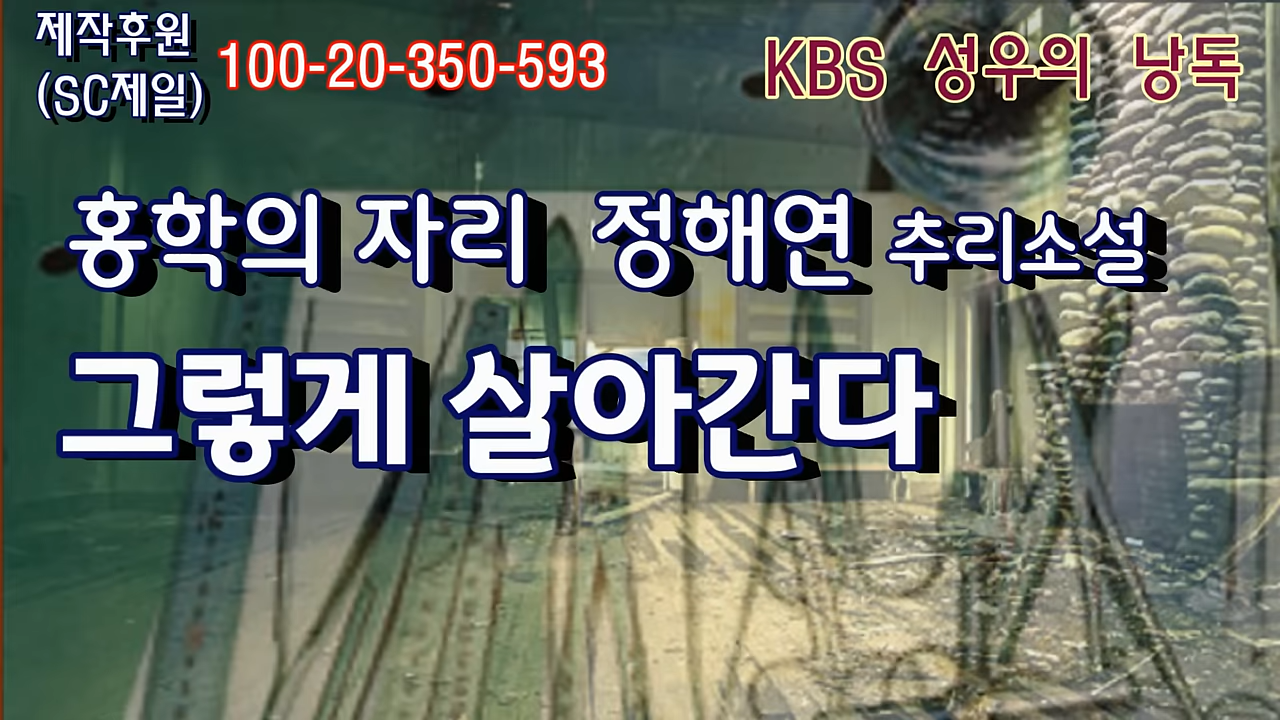 제작후원
(SC제일)
100-20-350-593
KBS 성우의 낭독
홍학의 자리 정해연 추리소설
그렇게 살아간다